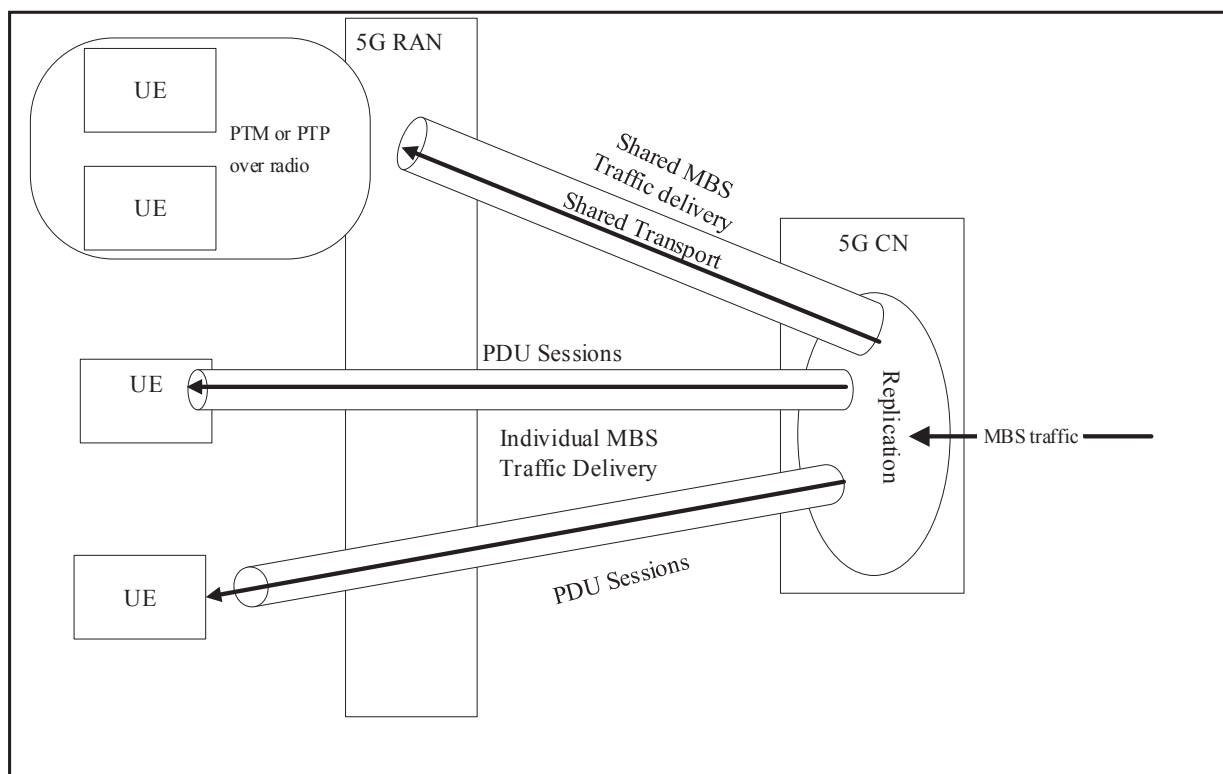 5G RAN
UE
PTM or PTP
over radio
UE
Shared MBS
Traffic delivery
Shared Transport
5G CN
PDU Sessions
UE
Replication
MBS traffic
Individual MBS
Traffic Delivery
PDU Sessions
UE